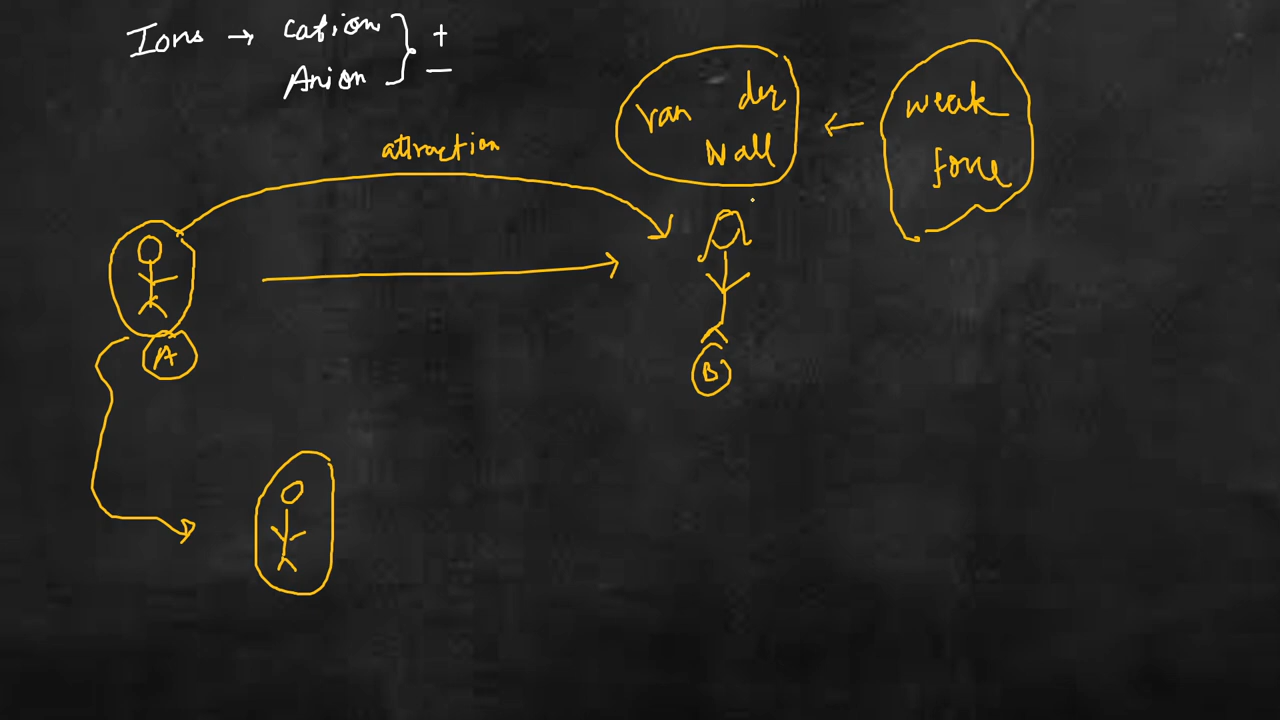 Ions → cation +
Anion −
attraction
van der
Wall
←
weak
force
A
B